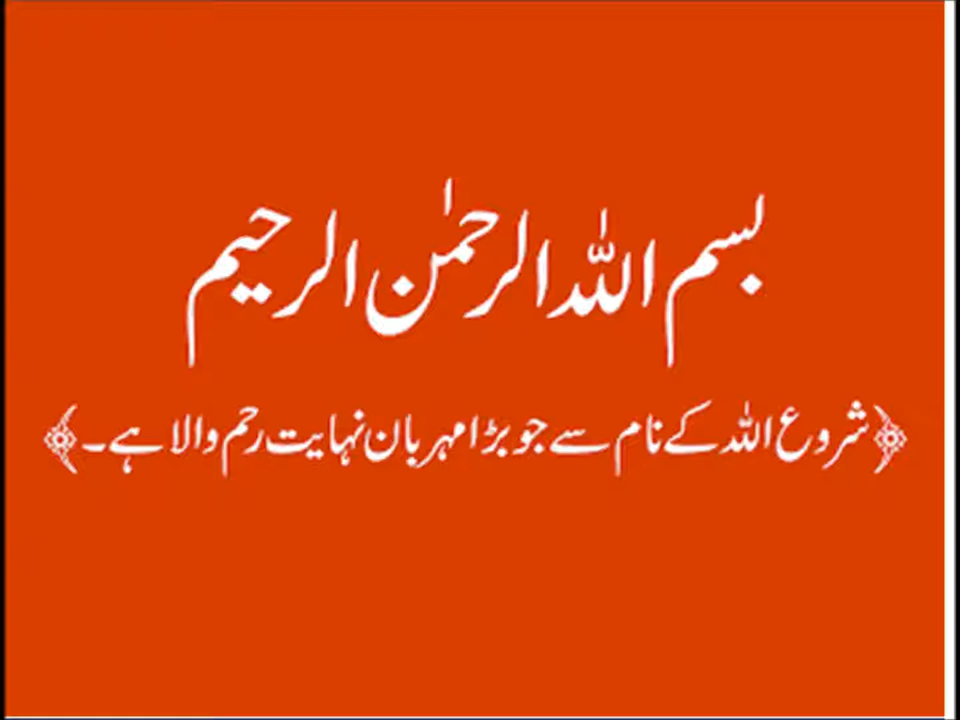 بسم اللہ الرحمٰن الرحیم
﴿شروع اللہ کے نام سے جو بڑا مہربان نہایت رحم والا ہے۔﴾